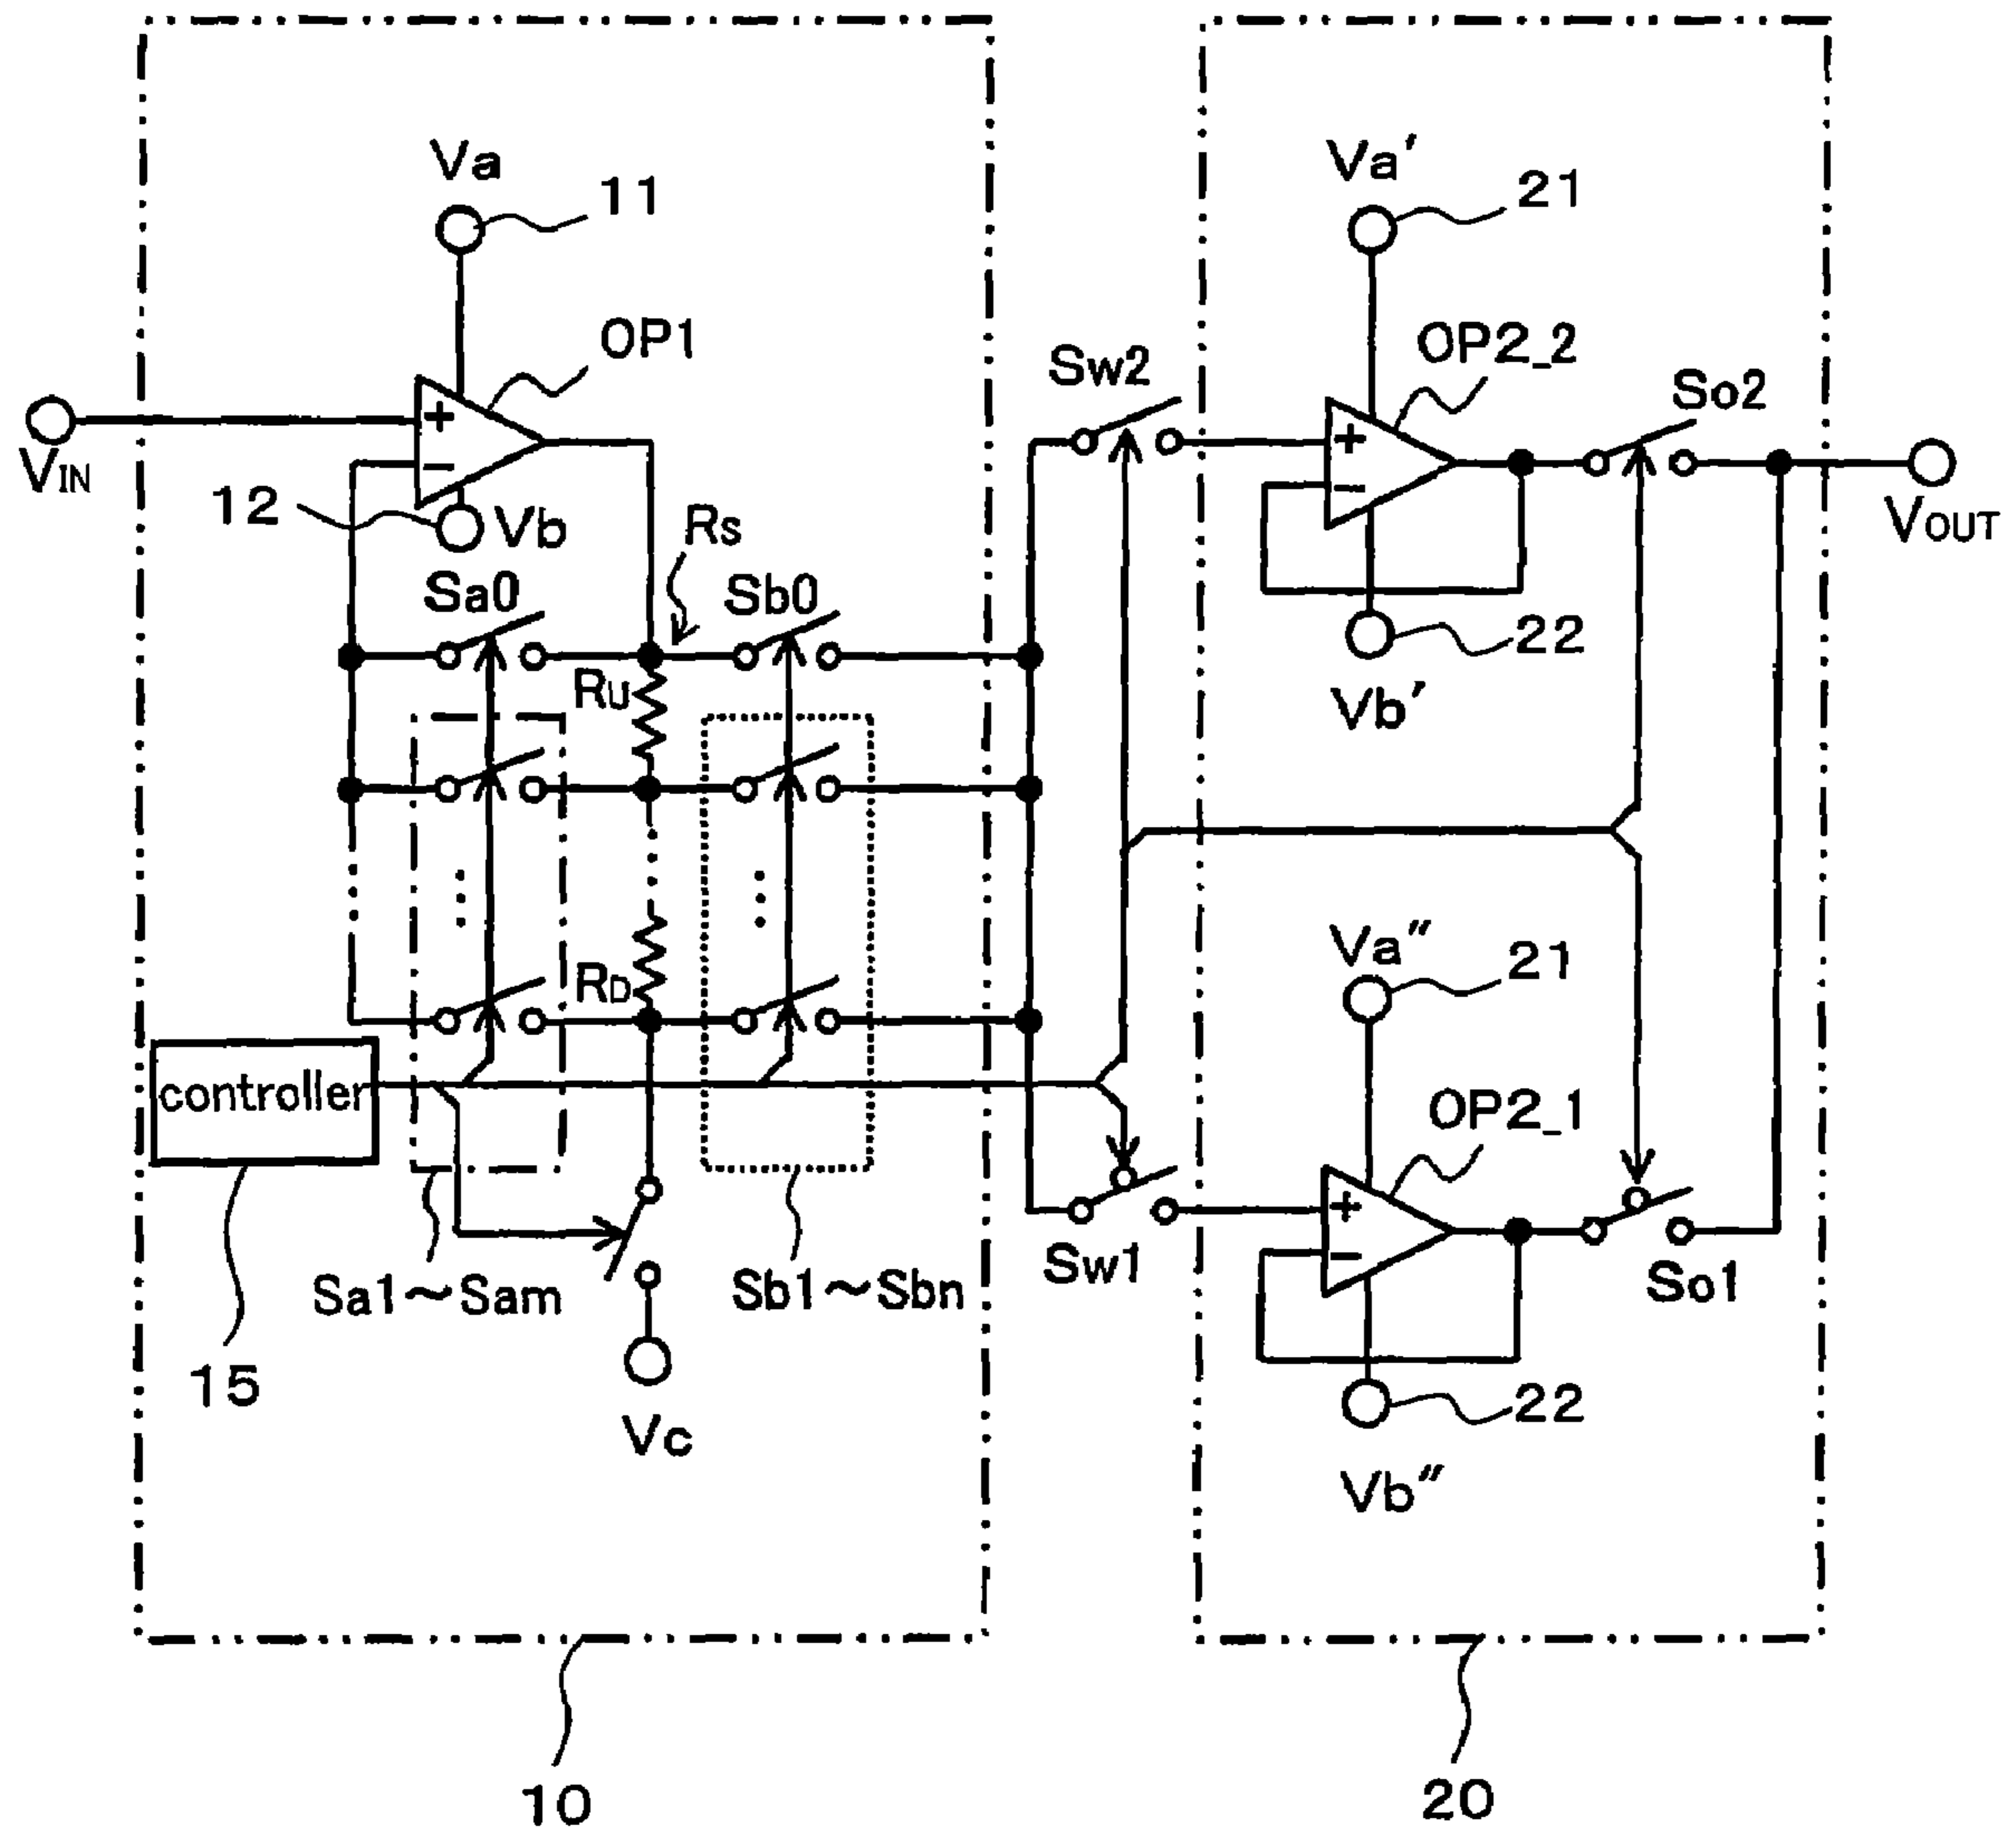 Va
11
Va′
21
OP1
OP2_2
Sw2
So2
+
−
+
−
VIN
12
Vb
Rs
VOUT
Sa0
Sb0
22
RU
Vb′
⋮
⋮
Va″
21
RD
controller
OP2_1
+
−
Sw1
So1
Sa1~Sam
Sb1~Sbn
15
22
Vc
Vb″
10
20